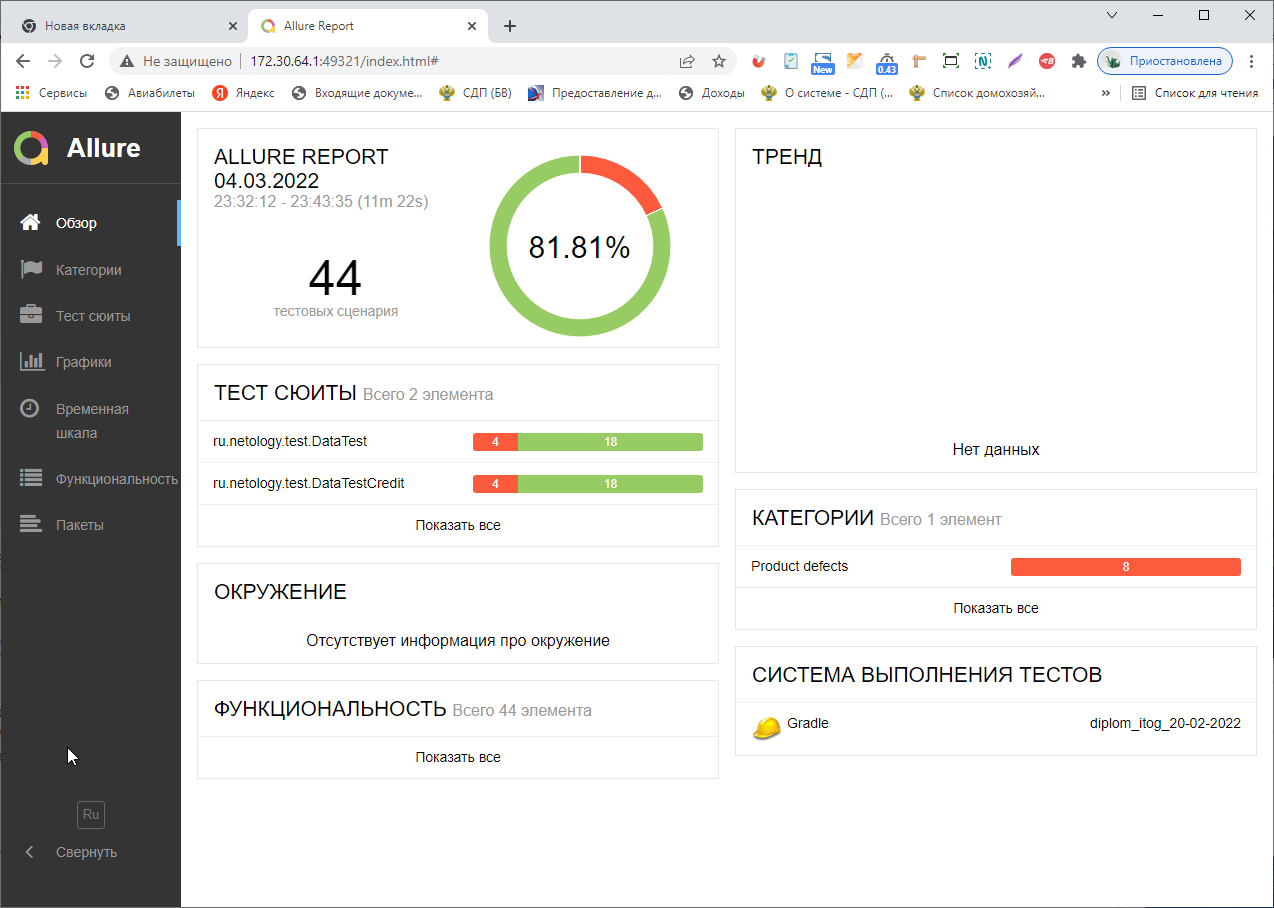 Новая вкладка
Allure Report
Не защищено
172.30.64.1:49321/index.html#
New
0.43
Приостановлена
Сервисы
Авиабилеты
Яндекс
Входящие докуме...
СДП (БВ)
Предоставление д...
Доходы
О системе - СДП (...
Список домохозяй...
»
Список для чтения
Allure
Обзор
Категории
Тест сюиты
Графики
Временная
шкала
Функциональность
Пакеты
Ru
Свернуть
ALLURE REPORT
04.03.2022
23:32:12 - 23:43:35 (11m 22s)
44
тестовых сценария
81.81%
ТЕСТ СЮИТЫ Всего 2 элемента
ru.netology.test.DataTest 4 18
ru.netology.test.DataTestCredit 4 18
Показать все
ОКРУЖЕНИЕ
Отсутствует информация про окружение
ФУНКЦИОНАЛЬНОСТЬ Всего 44 элемента
Показать все
ТРЕНД
Нет данных
КАТЕГОРИИ Всего 1 элемент
Product defects 8
Показать все
СИСТЕМА ВЫПОЛНЕНИЯ ТЕСТОВ
Gradle diplom_itog_20-02-2022